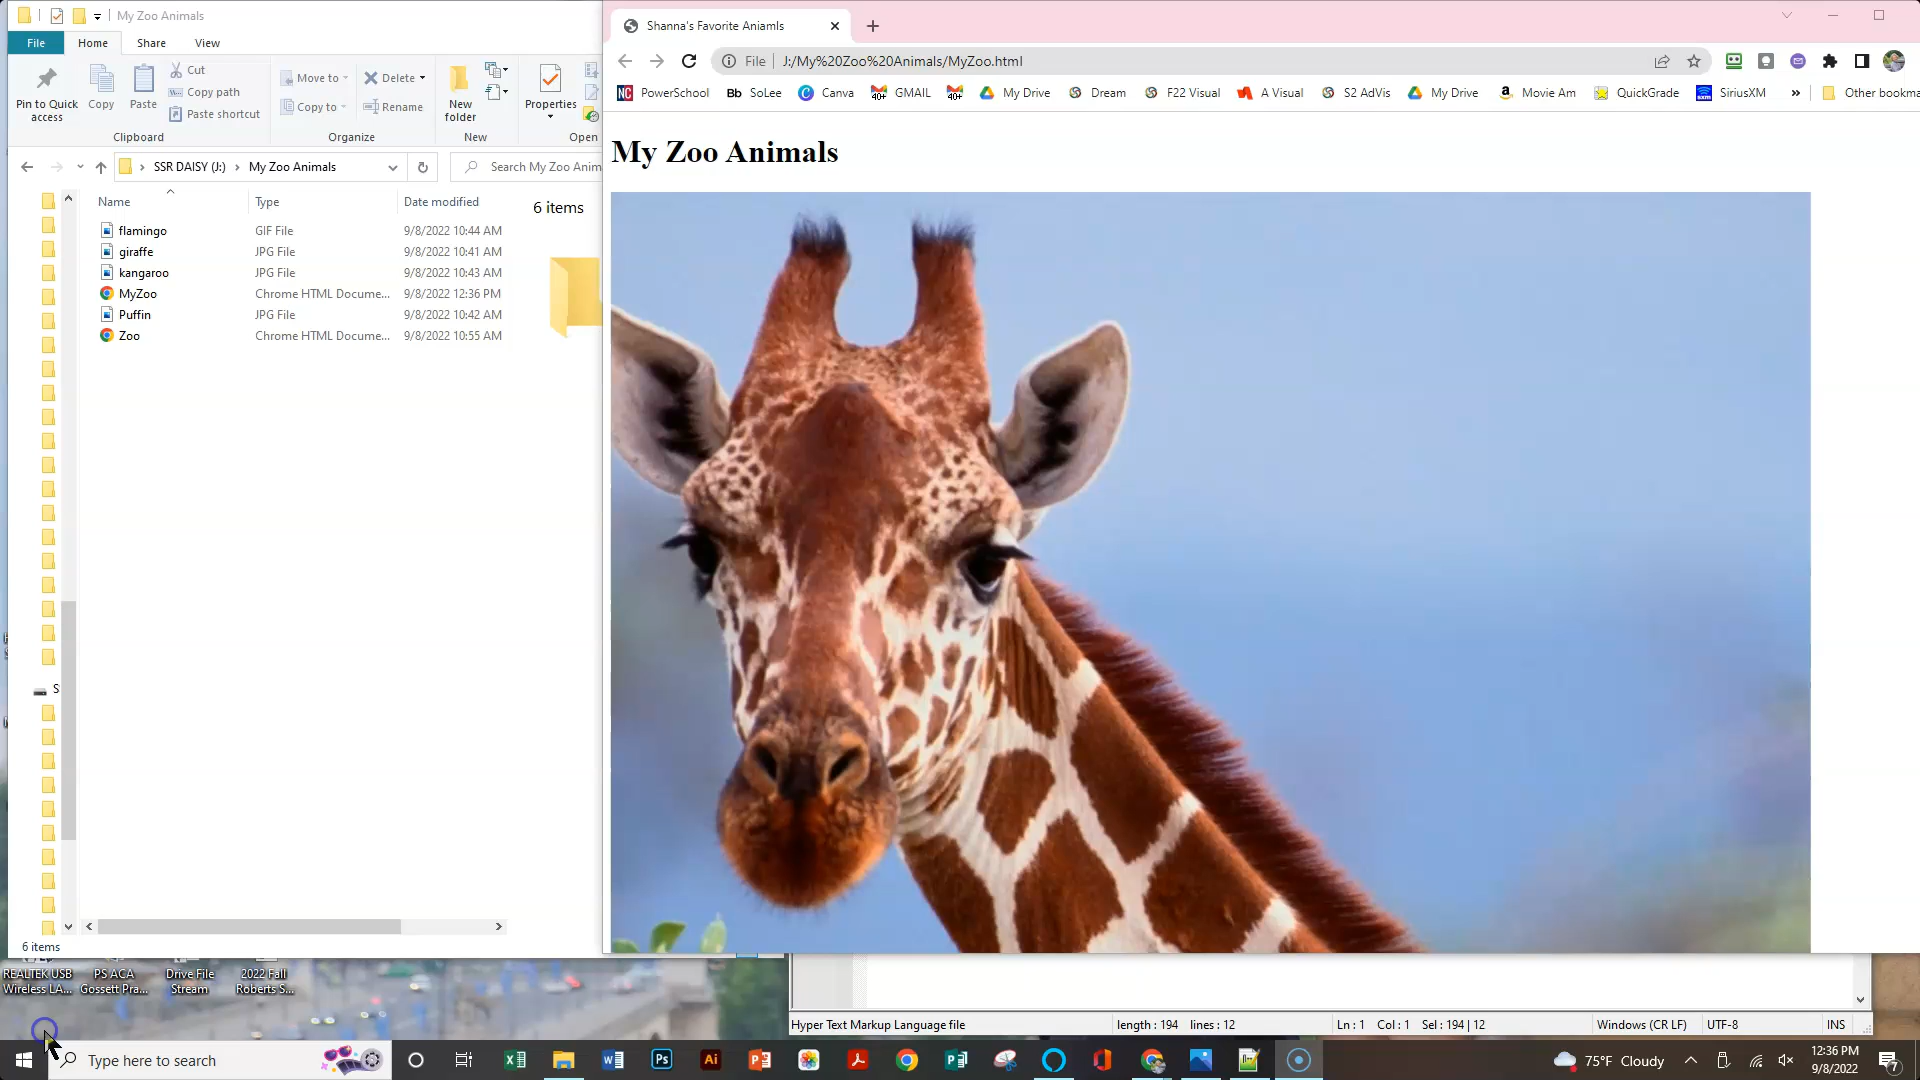 My Zoo Animals
File Home Share View
Pin to Quick access
Copy
Paste
Cut
Copy path
Paste shortcut
Clipboard
Move to
Copy to
Delete
Rename
Organize
New folder
New
Properties
Open
SSR DAISY (J:) My Zoo Animals
Search My Zoo Anim
Name Type Date modified
flamingo GIF File 9/8/2022 10:44 AM
giraffe JPG File 9/8/2022 10:41 AM
kangaroo JPG File 9/8/2022 10:43 AM
MyZoo Chrome HTML Docume... 9/8/2022 12:36 PM
Puffin JPG File 9/8/2022 10:42 AM
Zoo Chrome HTML Docume... 9/8/2022 10:55 AM
6 items
S
6 items
Shanna's Favorite Aniamls
File J:/My%20Zoo%20Animals/MyZoo.html
PowerSchool Bb SoLee Canva 40+ GMAIL 40+ My Drive Dream F22 Visual A Visual S2 AdVis My Drive Movie Am QuickGrade SiriusXM » Other bookma
My Zoo Animals
REALTEK USB Wireless LA...
PS ACA Gossett Pra...
Drive File Stream
2022 Fall Roberts S...
Hyper Text Markup Language file length : 194 lines : 12 Ln : 1 Col : 1 Sel : 194 | 12 Windows (CR LF) UTF-8 INS
Type here to search
Ps
Ai
75°F Cloudy
12:36 PM
9/8/2022
7